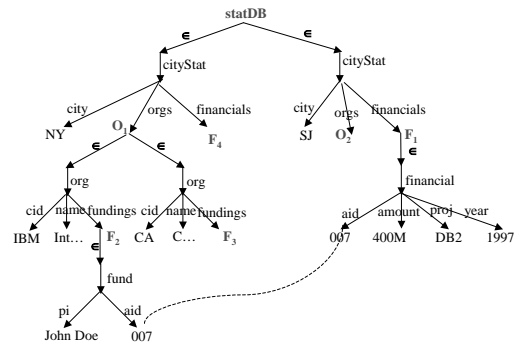 statDB
∈ ∈
cityStat cityStat
city orgs financials city orgs financials
NY O1 F4 SJ O2 F1
∈ ∈ ∈
org org financial
cid name fundings cid name fundings aid amount proj year
IBM Int… F2 CA C… F3 007 400M DB2 1997
∈
fund
pi aid
John Doe 007